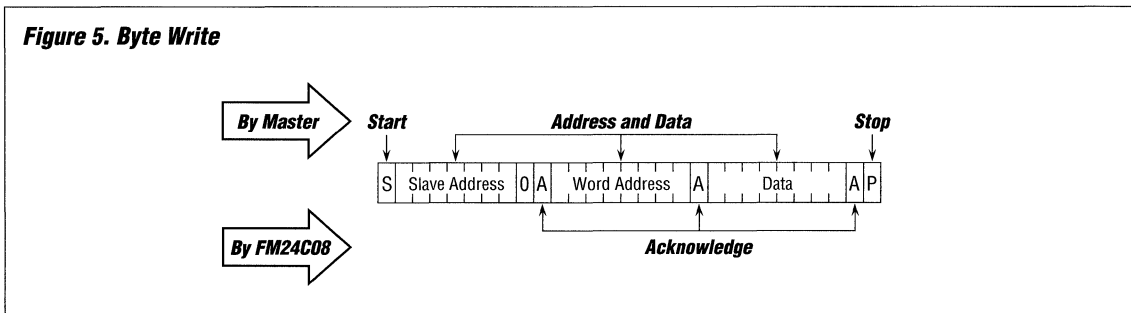 Figure 5. Byte Write
By Master
Start
Address and Data
Stop
S Slave Address 0 A Word Address A Data A P
By FM24C08
Acknowledge